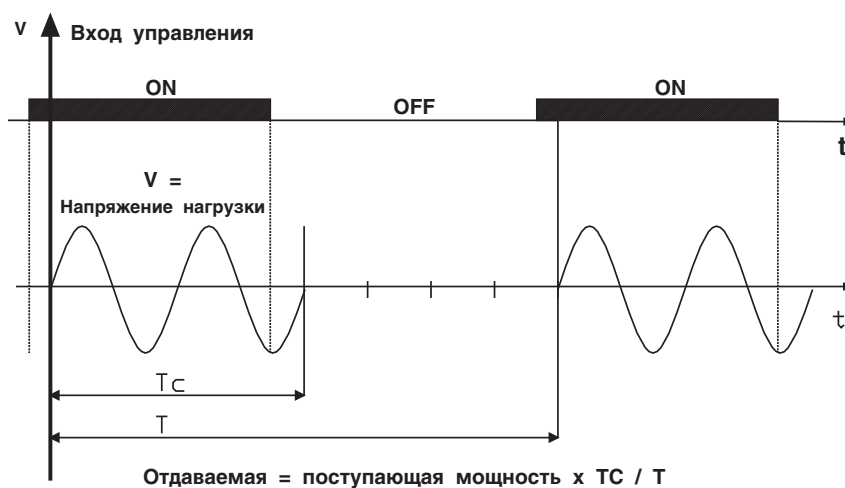 V
Вход управления
ON
ON
OFF
t
V =
Напряжение нагрузки
t
Tc
T
Отдаваемая = поступающая мощность x TC / T